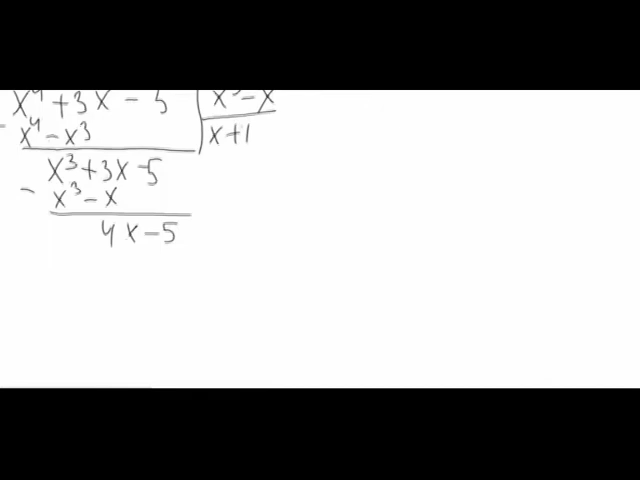 x⁴ + 3x - 5 | x³ - x
- x⁴ - x³ | x + 1
x³ + 3x - 5
- x³ - x
4x - 5